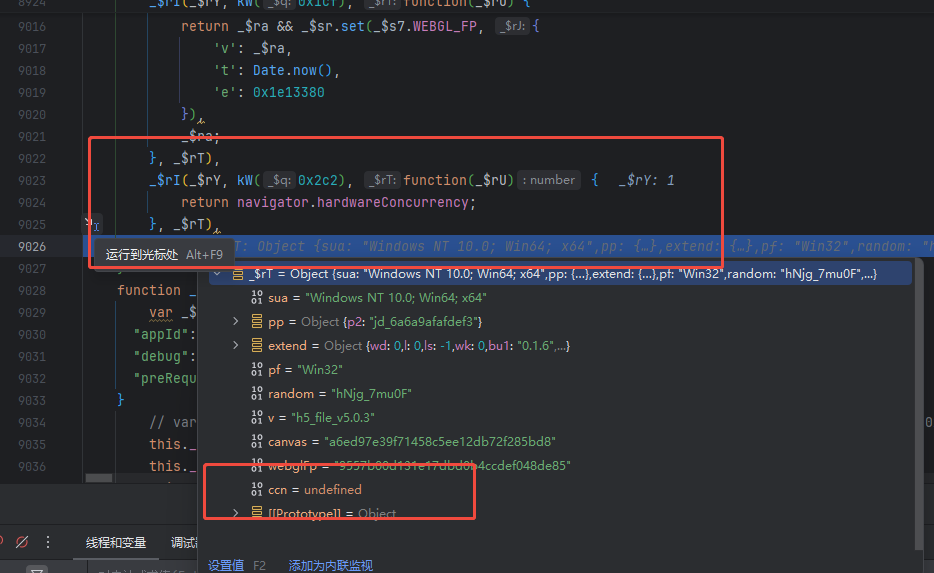 8924 _$rI(_$rY, kW(_$q:0x1cf), _$rT:function(_$rU) {
9016 return _$ra && _$sr.set(_$s7.WEBGL_FP, _$rJ: {
9017 'v': _$ra,
9018 't': Date.now(),
9019 'e': 0x1e13380
9020 }),
9021 _$ra;
9022 }, _$rT),
9023 _$rI(_$rY, kW(_$q:0x2c2), _$rT:function(_$rU) : number { _$rY: 1
9024 return navigator.hardwareConcurrency;
9025 }, _$rT),
9026 T: Object {sua: "Windows NT 10.0; Win64; x64",pp: {…},extend: {…},pf: "Win32",random: "
运行到光标处 Alt+F9
9027 _$rT = Object {sua: "Windows NT 10.0; Win64; x64",pp: {...},extend: {...},pf: "Win32",random: "hNjg_7mu0F",...}
9028 function _
sua = "Windows NT 10.0; Win64; x64"
9029 var _$
pp = Object {p2: "jd_6a6a9afafdef3"}
9030 "appId":
9031 "debug":
extend = Object {wd: 0,l: 0,ls: -1,wk: 0,bu1: "0.1.6",...}
9032 "preRequ
pf = "Win32"
9033 }
random = "hNjg_7mu0F"
9034 // var
v = "h5_file_v5.0.3"
9035 this._
canvas = "a6ed97e39f71458c5ee12db72f285bd8"
9036 this._
webglFp = "9557b00d131e17dbd0b4ccdef048de85"
ccn = undefined
[[Prototype]] = Object
线程和变量 调试
设置值 F2 添加为内联监视